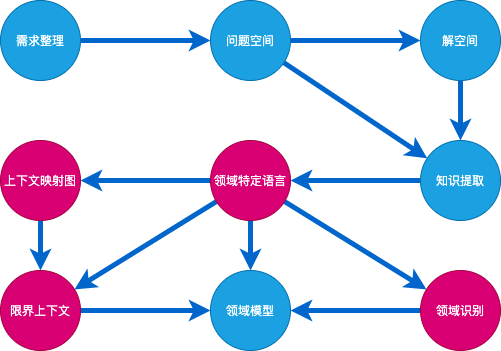 需求整理
问题空间
解空间
上下文映射图
领域特定语言
知识提取
限界上下文
领域模型
领域识别